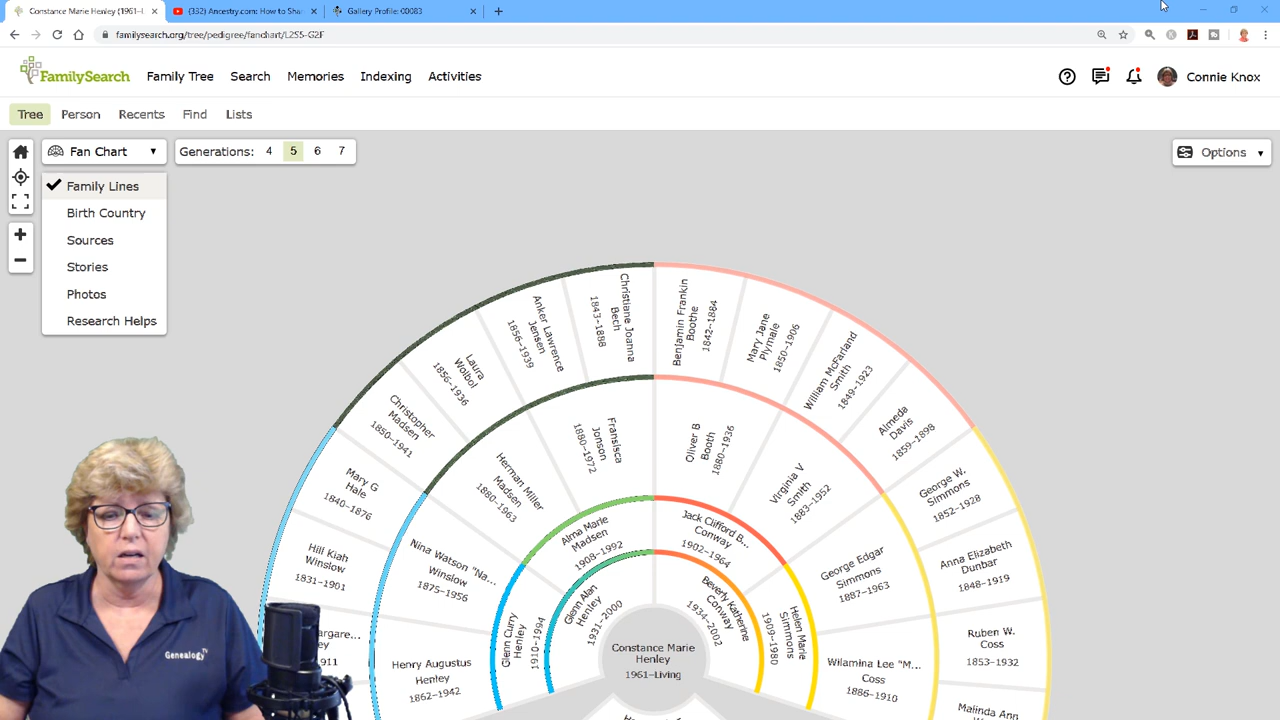 Constance Marie Henley (1961–L
(332) Ancestry.com: How to Sha
Gallery Profile: 00083
familysearch.org/tree/pedigree/fanchart/L2S5-G2F
FamilySearch
Family Tree
Search
Memories
Indexing
Activities
Connie Knox
Tree
Person
Recents
Find
Lists
Fan Chart
Generations: 4 5 6 7
Options
Family Lines
Birth Country
Sources
Stories
Photos
Research Helps
Hill Kiah
Winslow
1831–1901
Mary G
Hale
1840–1876
Christopher
Madsen
1850–1941
Laura
Wolbol
1856–1936
Anker Lawrence
Jensen
1856–1939
Christiane Joanna
Bech
1843–1888
Benjamin Frankin
Boothe
1842–1884
Mary Jane
Plymale
1850–1906
William McFarland
Smith
1849–1923
Almeda
Davis
1859–1898
George W.
Simmons
1852–1928
Anna Elizabeth
Dunbar
1848–1919
Ruben W.
Coss
1853–1932
Malinda Ann
Henry Augustus
Henley
1862–1942
Nina Watson "Na...
Winslow
1875–1956
Herman Miller
Madsen
1880–1963
Fransisca
Jonson
1880–1972
Oliver B
Booth
1880–1936
Virginia V
Smith
1883–1952
George Edgar
Simmons
1887–1963
Wilamina Lee "M...
Coss
1886–1910
Glenn Curry
Henley
1910–1994
Alma Marie
Madsen
1908–1992
Jack Clifford B...
Conway
1902–1964
Helen Marie
Simmons
1909–1980
Glenn Alan
Henley
1931–2000
Beverly Katherine
Conway
1934–2002
Constance Marie
Henley
1961–Living
argare...
ey
911
Genealogy TV